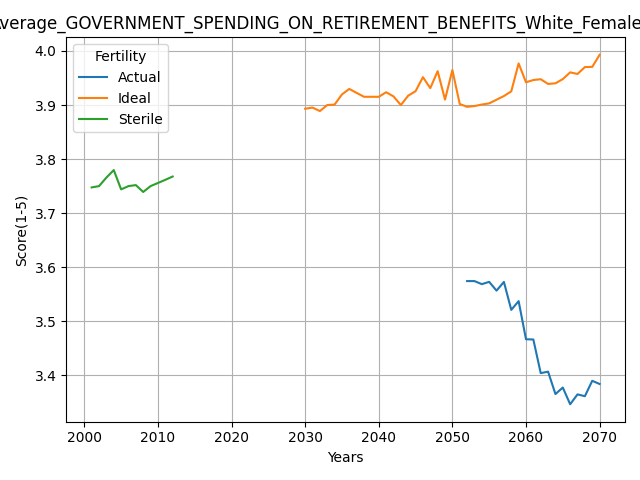 verage_GOVERNMENT_SPENDING_ON_RETIREMENT_BENEFITS_White_Female
Fertility
Actual
Ideal
Sterile
4.0
3.9
3.8
3.7
3.6
3.5
3.4
Score(1-5)
2000 2010 2020 2030 2040 2050 2060 2070
Years